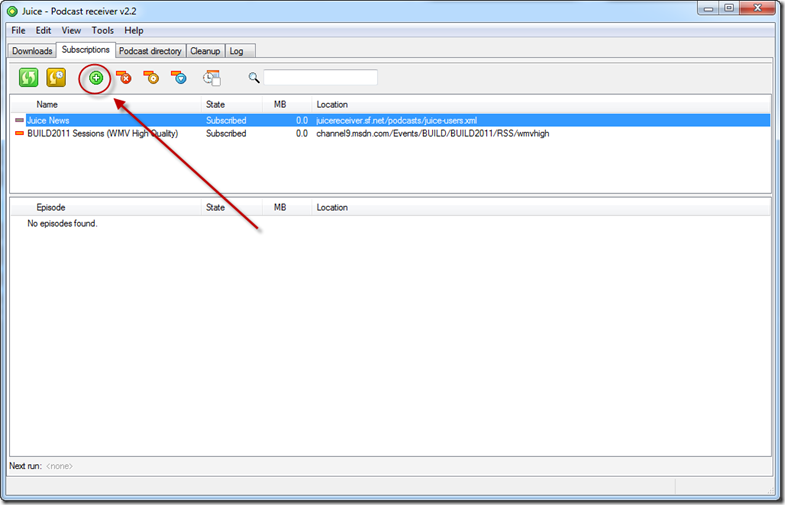 Juice - Podcast receiver v2.2
File Edit View Tools Help
Downloads Subscriptions Podcast directory Cleanup Log
Name State MB Location
Juice News Subscribed 0.0 juicereceiver.sf.net/podcasts/juice-users.xml
BUILD2011 Sessions (WMV High Quality) Subscribed 0.0 channel9.msdn.com/Events/BUILD/BUILD2011/RSS/wmvhigh
Episode State MB Location
No episodes found.
Next run: <none>